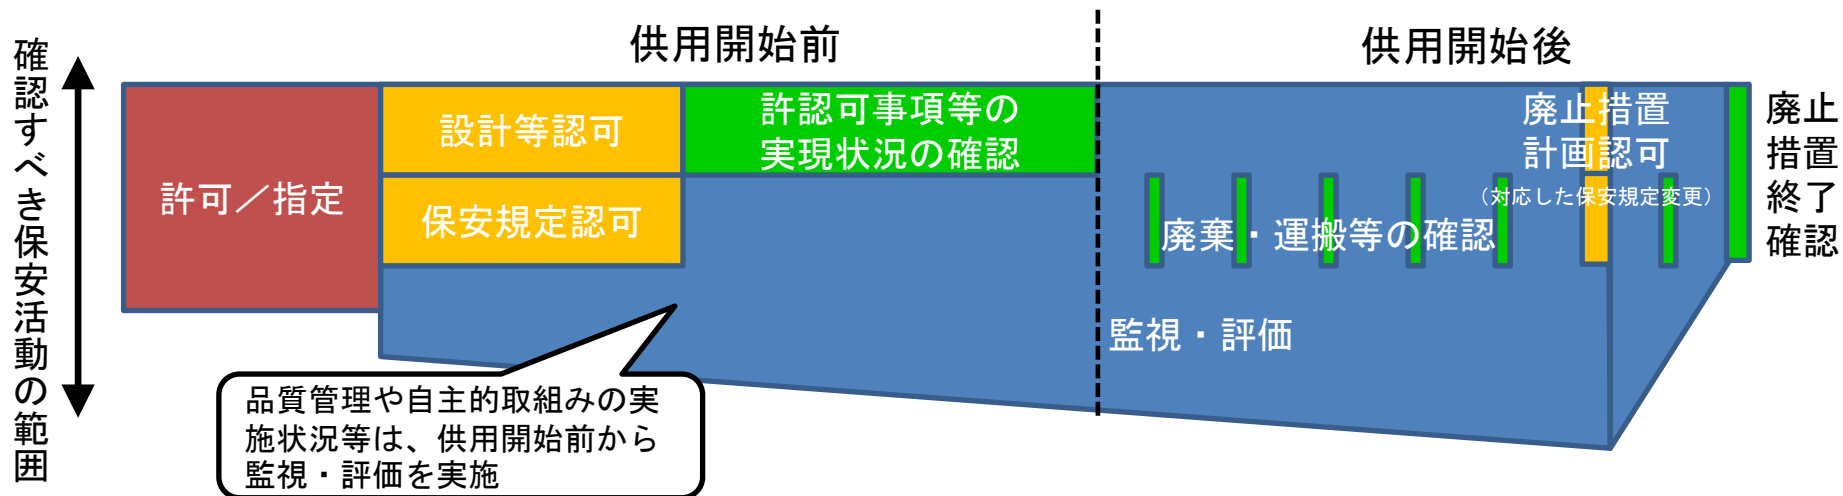 確認すべき保安活動の範囲
供用開始前
供用開始後
許可／指定
設計等認可
保安規定認可
許認可事項等の
実現状況の確認
廃止措置
計画認可
（対応した保安規定変更）
廃棄・運搬等の確認
監視・評価
廃止
措置
終了
確認
品質管理や自主的取組みの実
施状況等は、供用開始前から
監視・評価を実施